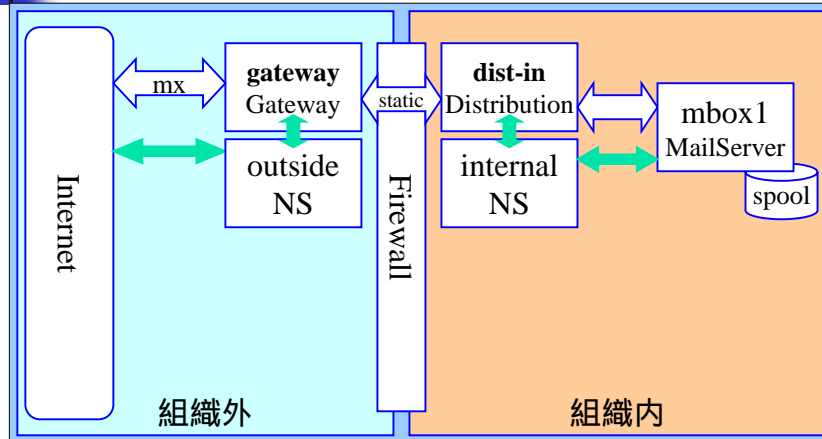 Internet
mx
gateway
Gateway
outside
NS
static
Firewall
dist-in
Distribution
internal
NS
mbox1
MailServer
spool
組織外
組織内